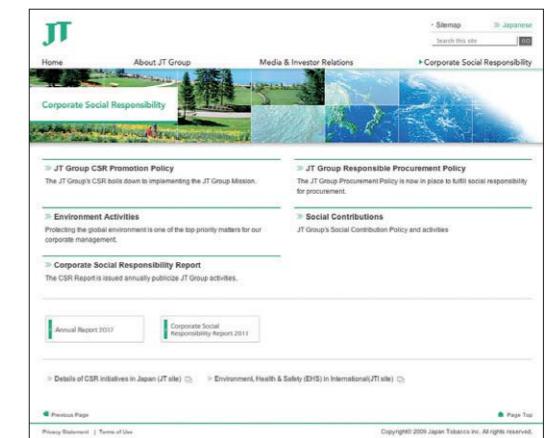 JT
Sitemap
Japanese
Search this site
GO
Home
About JT Group
Media & Investor Relations
Corporate Social Responsibility
Corporate Social Responsibility
JT Group CSR Promotion Policy
The JT Group's CSR boils down to implementing the JT Group Mission.
JT Group Responsible Procurement Policy
The JT Group Procurement Policy is now in place to fulfill social responsibility
for procurement.
Environment Activities
Protecting the global environment is one of the top priority matters for our
corporate management.
Social Contributions
JT Group's Social Contribution Policy and activities
Corporate Social Responsibility Report
The CSR Report is issued annually publicize JT Group activities.
Annual Report
Corporate Social
Responsibility Report 2011
Details of CSR initiatives in Japan (JT site)
Environment, Health & Safety (EHS) in International(JTI site)
Previous Page
Page Top
Privacy Statement | Terms of Use
Copyright© 2009 Japan Tobacco Inc. All rights reserved.